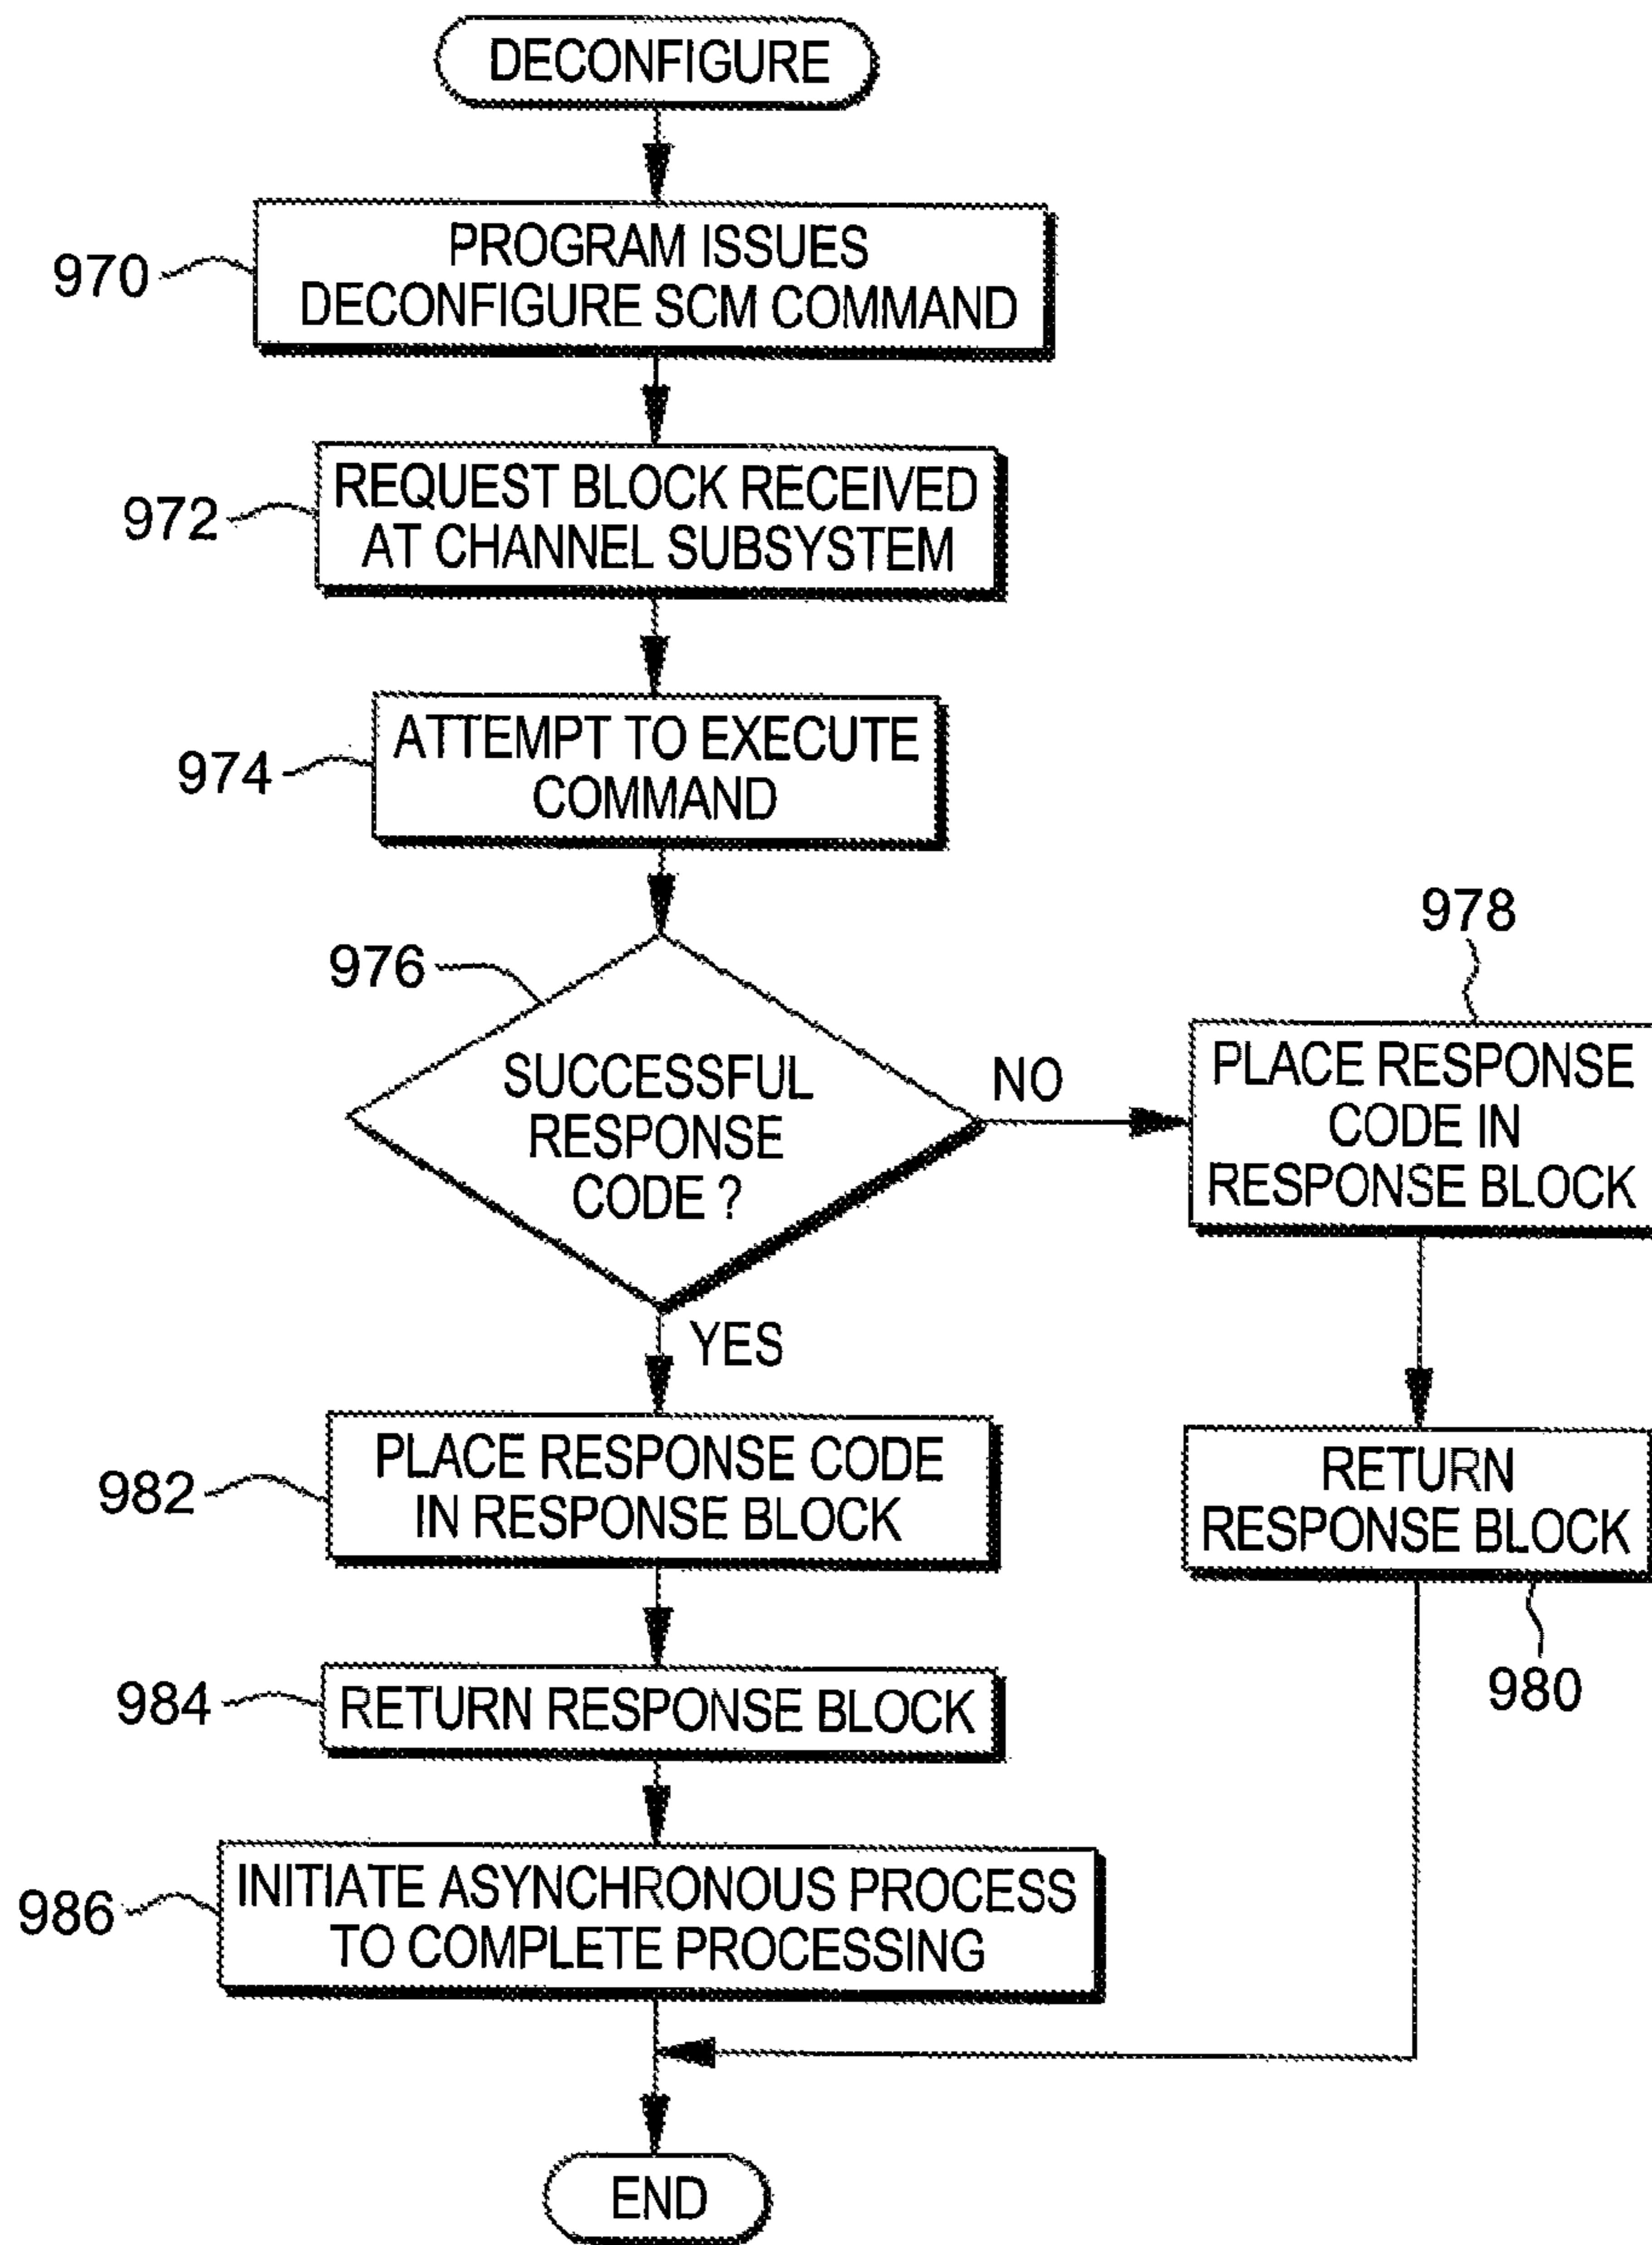 DECONFIGURE
970
PROGRAM ISSUES
DECONFIGURE SCM COMMAND
972
REQUEST BLOCK RECEIVED
AT CHANNEL SUBSYSTEM
974
ATTEMPT TO EXECUTE
COMMAND
976
SUCCESSFUL
RESPONSE
CODE ?
NO
978
PLACE RESPONSE
CODE IN
RESPONSE BLOCK
YES
982
PLACE RESPONSE CODE
IN RESPONSE BLOCK
RETURN
RESPONSE BLOCK
980
984
RETURN RESPONSE BLOCK
986
INITIATE ASYNCHRONOUS PROCESS
TO COMPLETE PROCESSING
END